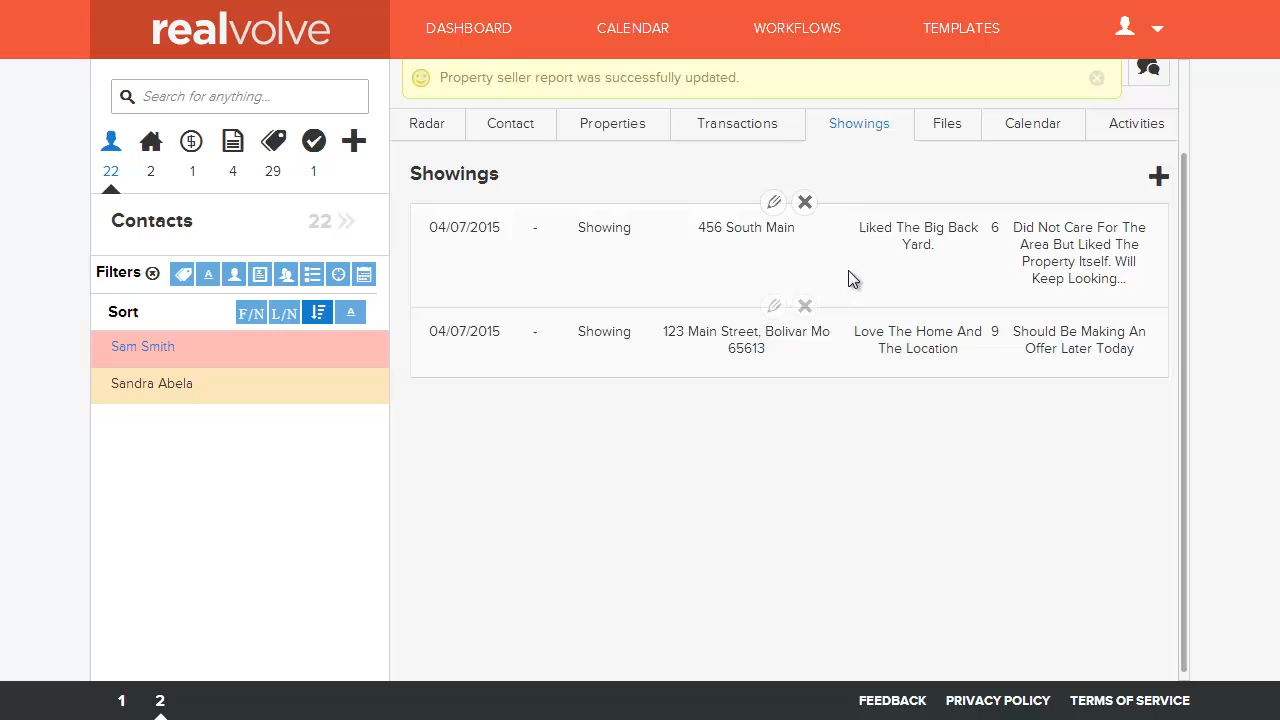 realvolve
DASHBOARD
CALENDAR
WORKFLOWS
TEMPLATES
Search for anything...
Property seller report was successfully updated.
22
2
1
4
29
1
Radar
Contact
Properties
Transactions
Showings
Files
Calendar
Activities
Contacts
22
Filters
A
Sort
F/N
L/N
A
Sam Smith
Sandra Abela
Showings
04/07/2015
-
Showing
456 South Main
Liked The Big Back
Yard.
6
Did Not Care For The
Area But Liked The
Property Itself. Will
Keep Looking...
04/07/2015
-
Showing
123 Main Street, Bolivar Mo
65613
Love The Home And
The Location
9
Should Be Making An
Offer Later Today
1
2
FEEDBACK
PRIVACY POLICY
TERMS OF SERVICE